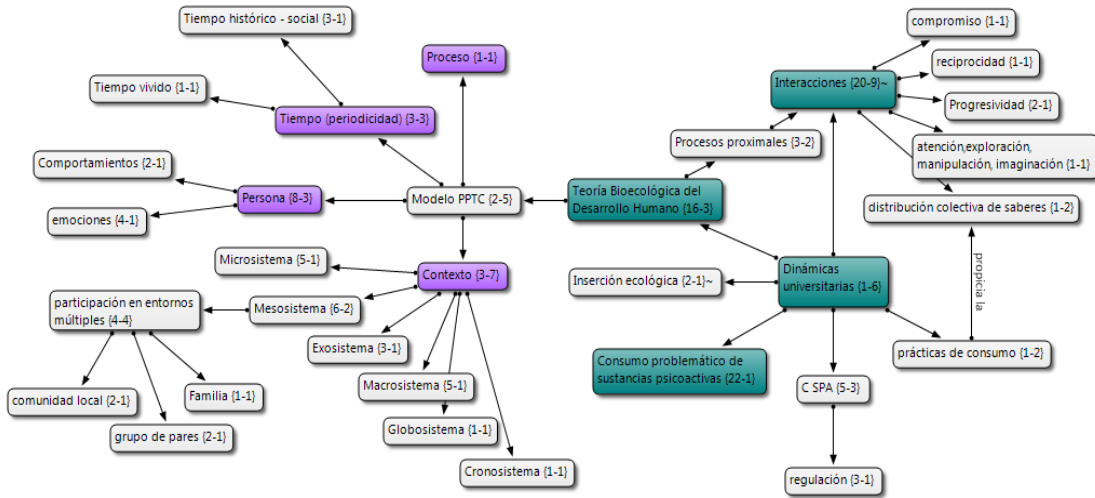 Tiempo histórico - social {3-1}
Proceso {1-1}
Tiempo vivido {1-1}
Tiempo (periodicidad) {3-3}
Comportamientos {2-1}
Persona {8-3}
emociones {4-1}
Modelo PPTC {2-5}
Microsistema {5-1}
Contexto {3-7}
participación en entornos
múltiples {4-4}
Mesosistema {6-2}
Exosistema {3-1}
Macrosistema {5-1}
Globosistema {1-1}
Cronosistema {1-1}
comunidad local {2-1}
Familia {1-1}
grupo de pares {2-1}
compromiso {1-1}
reciprocidad {1-1}
Interacciones {20-9}~
Progresividad {2-1}
Procesos proximales {3-2}
atención,exploración,
manipulación, imaginación {1-1}
Teoría Bioecológica del
Desarrollo Humano {16-3}
distribución colectiva de saberes {1-2}
Inserción ecológica {2-1}~
Dinámicas
universitarias {1-6}
propicia la
Consumo problemático de
sustancias psicoactivas {22-1}
prácticas de consumo {1-2}
C SPA {5-3}
regulación {3-1}